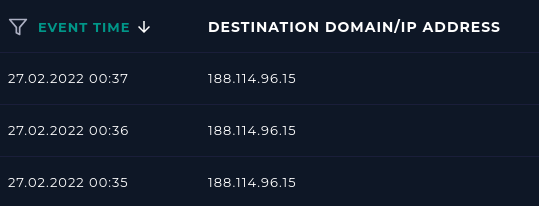 EVENT TIME DESTINATION DOMAIN/IP ADDRESS
27.02.2022 00:37 188.114.96.15
27.02.2022 00:36 188.114.96.15
27.02.2022 00:35 188.114.96.15